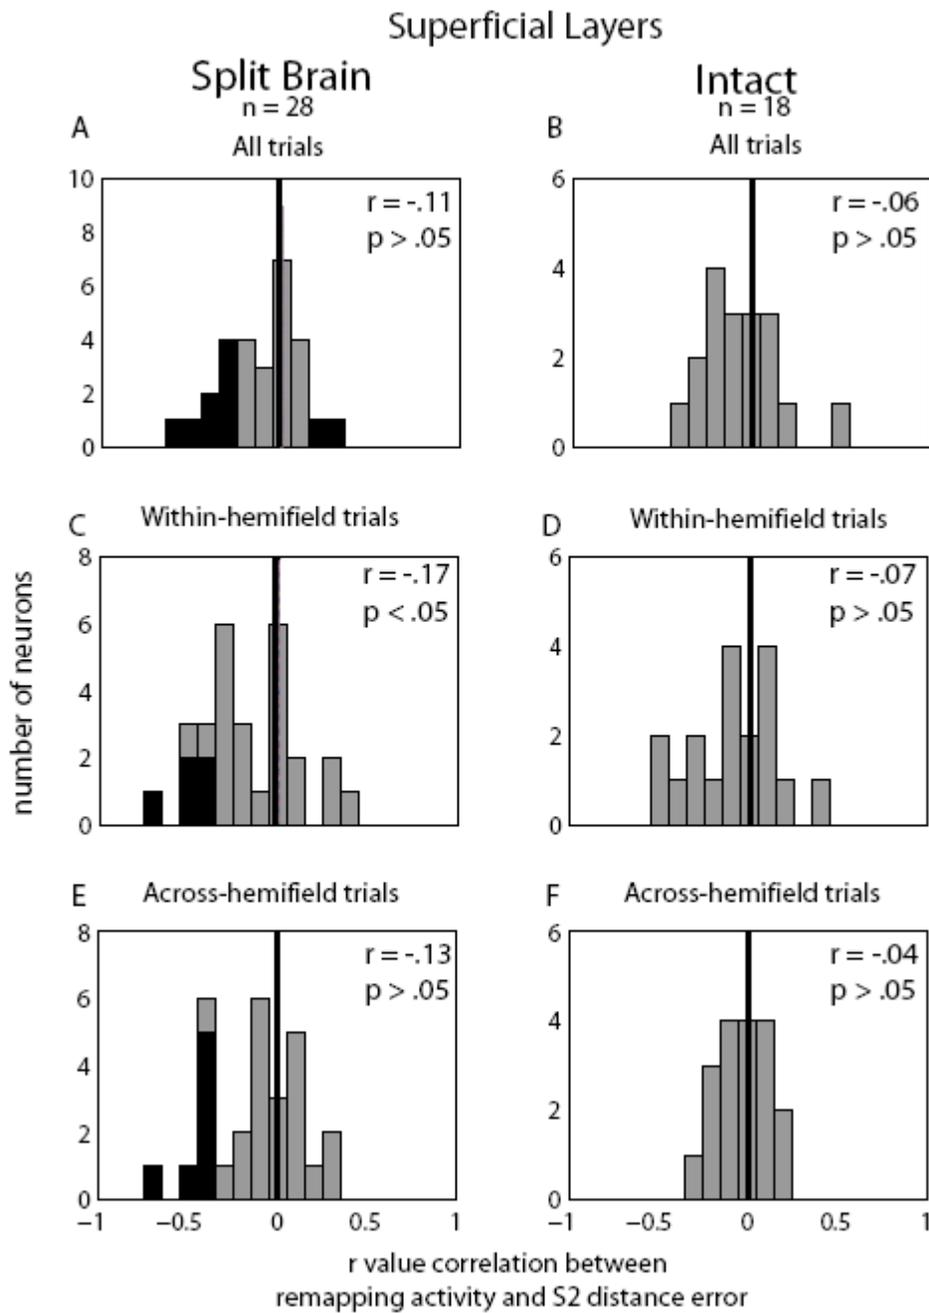 Superficial Layers
Split Brain
n = 28
Intact
n = 18
A
All trials
10
8
6
4
2
0
r = -.11
p > .05
B
All trials
6
4
2
0
r = -.06
p > .05
number of neurons
C
Within-hemifield trials
8
6
4
2
0
r = -.17
p < .05
D
Within-hemifield trials
6
4
2
0
r = -.07
p > .05
E
Across-hemifield trials
8
6
4
2
0
r = -.13
p > .05
−1 −0.5 0 0.5 1
F
Across-hemifield trials
6
4
2
0
r = -.04
p > .05
−1 −0.5 0 0.5 1
r value correlation between
remapping activity and S2 distance error